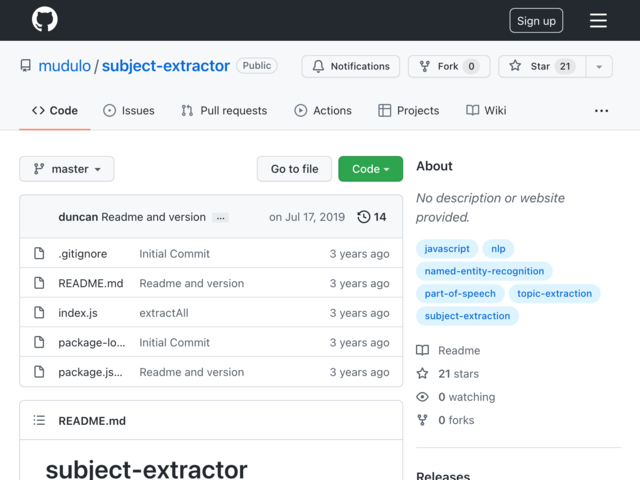 Sign up
mudulo / subject-extractor Public
Notifications Fork 0 Star 21
Code Issues Pull requests Actions Projects Wiki ...
master Go to file Code
duncan Readme and version ... on Jul 17, 2019 14
.gitignore Initial Commit 3 years ago
README.md Readme and version 3 years ago
index.js extractAll 3 years ago
package-lo... Initial Commit 3 years ago
package.js... Readme and version 3 years ago
README.md
subject-extractor
About
No description or website
provided.
javascript nlp
named-entity-recognition
part-of-speech topic-extraction
subject-extraction
Readme
21 stars
0 watching
0 forks
Releases